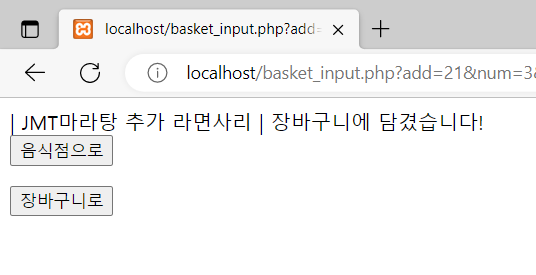 localhost/basket_input.php?add=
localhost/basket_input.php?add=21&num=3
| JMT마라탕 추가 라면사리 | 장바구니에 담겼습니다!
음식점으로
장바구니로